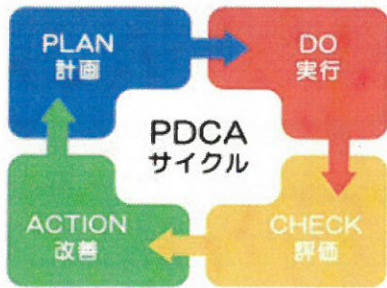 PLAN
計画
DO
実行
PDCA
サイクル
ACTION
改善
CHECK
評価